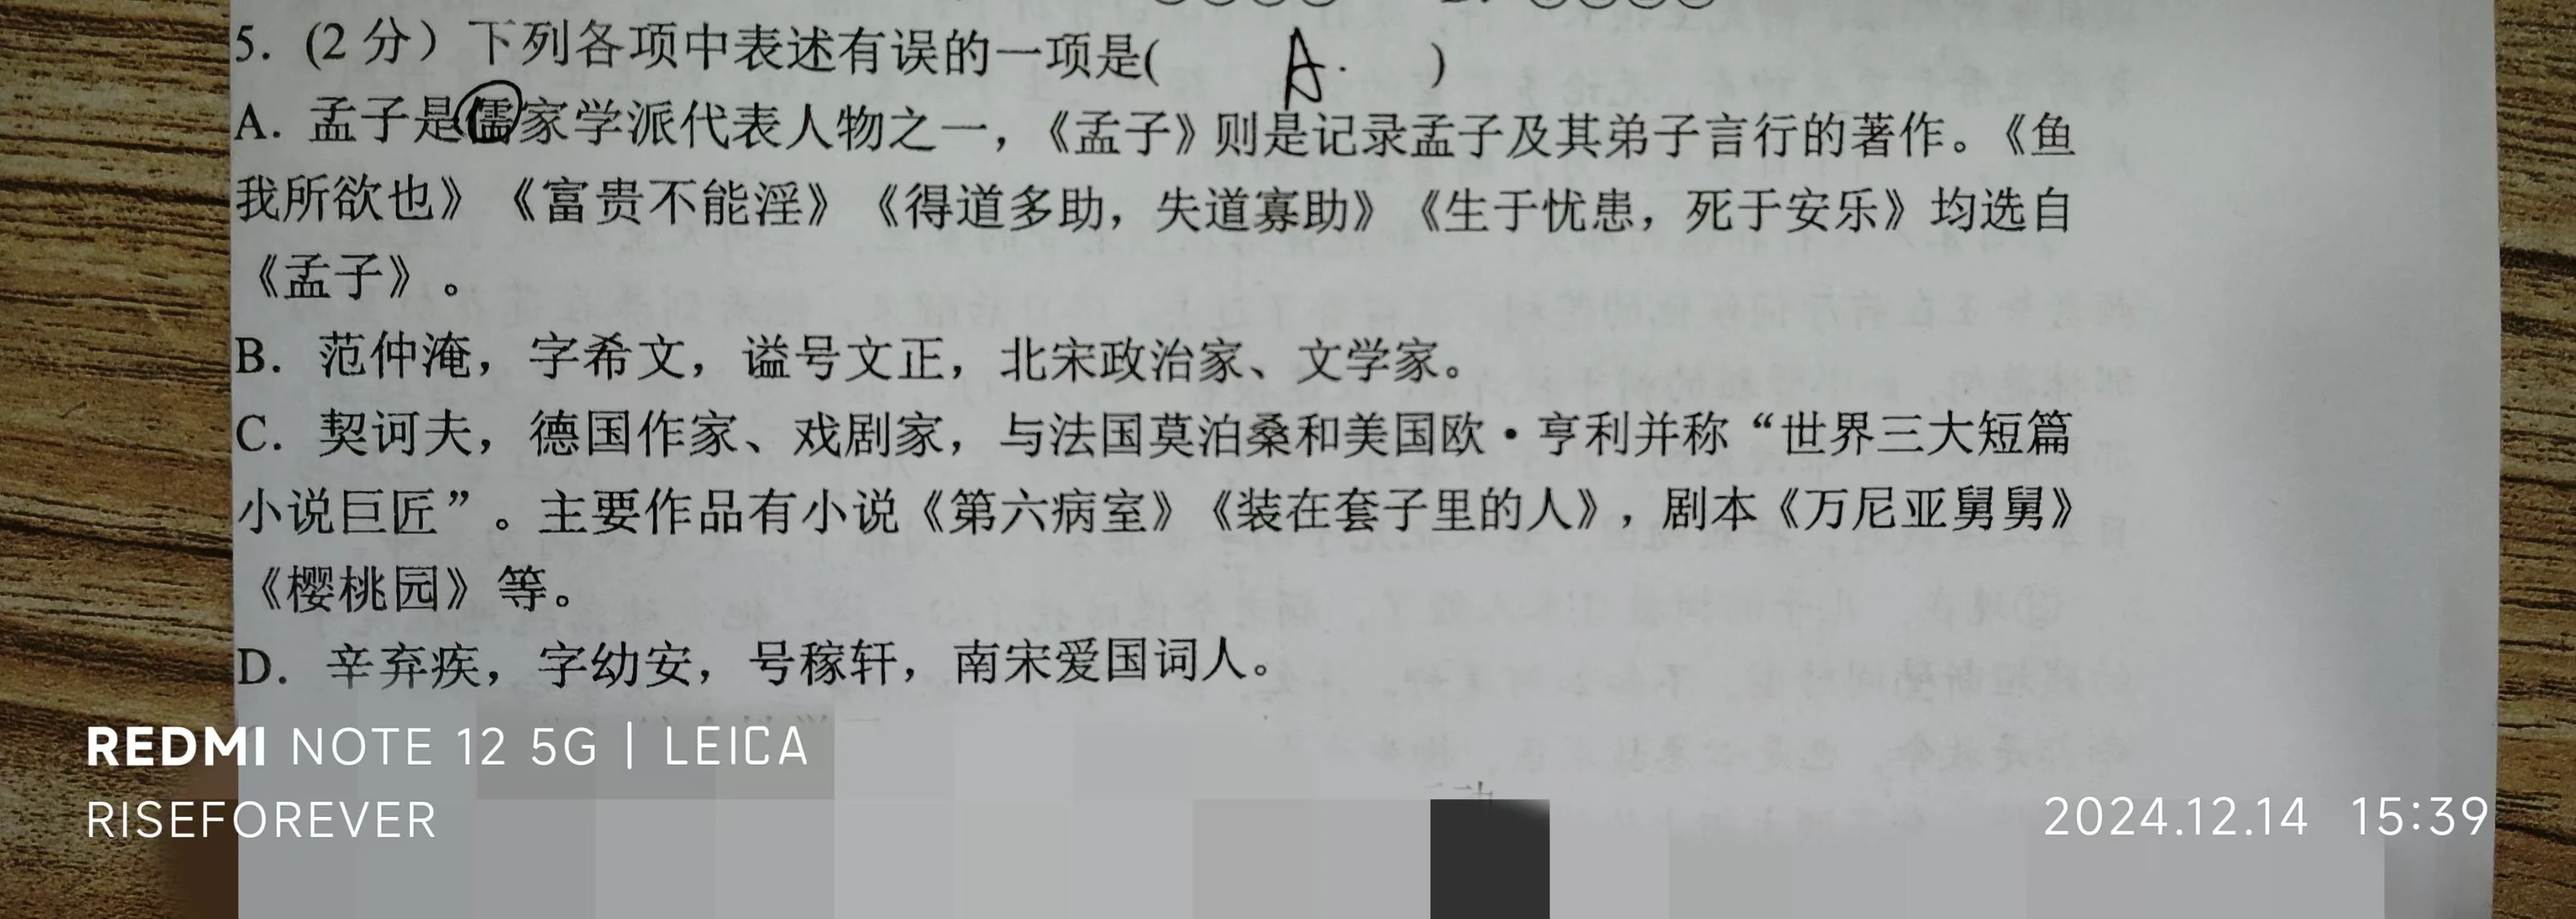 5. (2 分）下列各项中表述有误的一项是( A. )
A. 孟子是儒家学派代表人物之一，《孟子》则是记录孟子及其弟子言行的著作。《鱼
我所欲也》《富贵不能淫》《得道多助，失道寡助》《生于忧患，死于安乐》均选自
《孟子》。
B. 范仲淹，字希文，谥号文正，北宋政治家、文学家。
C. 契诃夫，德国作家、戏剧家，与法国莫泊桑和美国欧·亨利并称“世界三大短篇
小说巨匠”。主要作品有小说《第六病室》《装在套子里的人》，剧本《万尼亚舅舅》
《樱桃园》等。
D. 辛弃疾，字幼安，号稼轩，南宋爱国词人。
REDMI NOTE 12 5G | LEICA
RISEFOREVER
2024.12.14 15:39